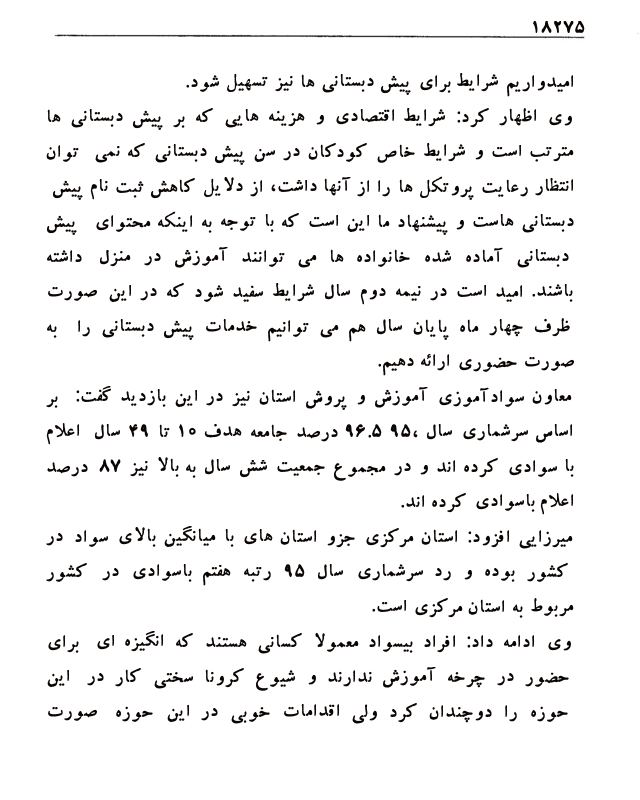 ۱۸۲۷۵
امیدواریم شرایط برای پیش دبستانی ها نیز تسهیل شود.
وی اظهار کرد: شرایط اقتصادی و هزینه هایی که بر پیش دبستانی ها
مترتب است و شرایط خاص کودکان در سن پیش دبستانی که نمی توان
انتظار رعایت پروتکل ها را از آنها داشت، از دلایل کاهش ثبت نام پیش
دبستانی هاست و پیشنهاد ما این است که با توجه به اینکه محتوای پیش
دبستانی آماده شده خانواده ها می توانند آموزش در منزل داشته
باشند. امید است در نیمه دوم سال شرایط سفید شود که در این صورت
ظرف چهار ماه پایان سال هم می توانیم خدمات پیش دبستانی را به
صورت حضوری ارائه دهیم.
معاون سوادآموزی آموزش و پروش استان نیز در این بازدید گفت: بر
اساس سرشماری سال ۹۵، ۹۶.۵ درصد جامعه هدف ۱۰ تا ۴۹ سال اعلام
با سوادی کرده اند و در مجموع جمعیت شش سال به بالا نیز ۸۷ درصد
اعلام باسوادی کرده اند.
میرزایی افزود: استان مرکزی جزو استان های با میانگین بالای سواد در
کشور بوده و رد سرشماری سال ۹۵ رتبه هفتم باسوادی در کشور
مربوط به استان مرکزی است.
وی ادامه داد: افراد بیسواد معمولا کسانی هستند که انگیزه ای برای
حضور در چرخه آموزش ندارند و شیوع کرونا سختی کار در این
حوزه را دوچندان کرد ولی اقدامات خوبی در این حوزه صورت